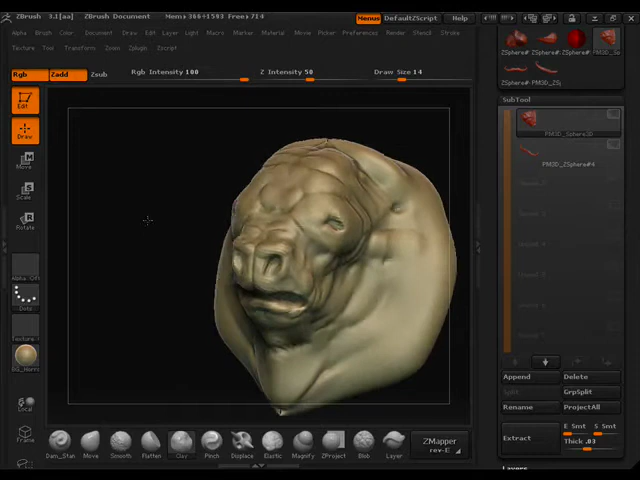 ZBrush 3.1[aa] ZBrush Document Mem▸366+1593 Free▸714 Menus DefaultZScript Help
Alpha Brush Color Document Draw Edit Layer Light Macro Marker Material Movie Picker Preferences Render Stencil Stroke
Texture Tool Transform Zoom Zplugin Zscript
Rgb Zadd Zsub Rgb Intensity 100 Z Intensity 50 Draw Size 14
Edit
Draw
Move
Scale
Rotate
Dots
Texture
Local
Frame
SubTool
PM3D_Sphere3D
PM3D_ZSphere#4
Append Delete
Split GrpSplit
Rename ProjectAll
Extract E Smt S Smt
Thick .03
Layers
Dam_Stan Move Smooth Flatten Clay Pinch Displace Elastic Magnify ZProject Blob Layer ZMapper
rev-E